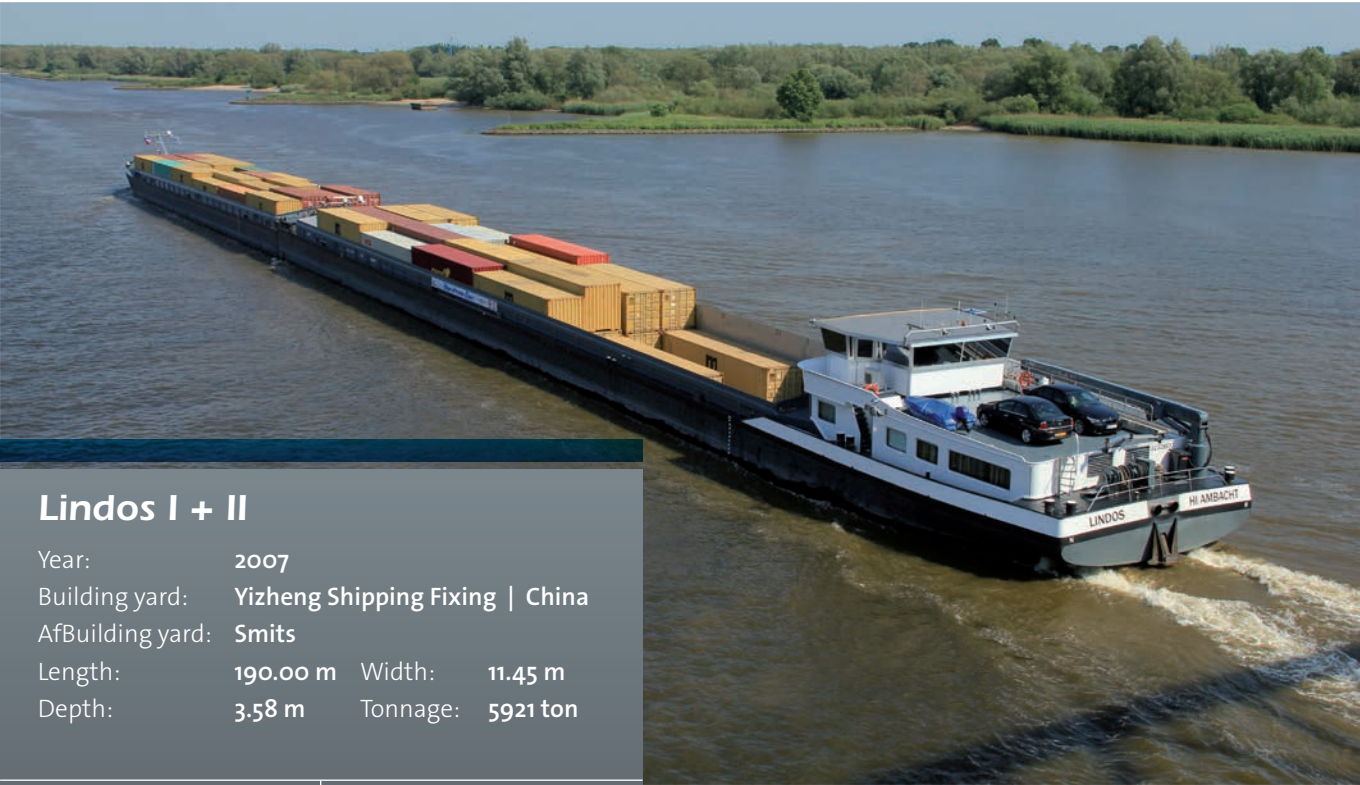 LINDOS
HI AMBACHT
Lindos I + II
Year: 2007
Building yard: Yizheng Shipping Fixing | China
AfBuilding yard: Smits
Length: 190.00 m Width: 11.45 m
Depth: 3.58 m Tonnage: 5921 ton